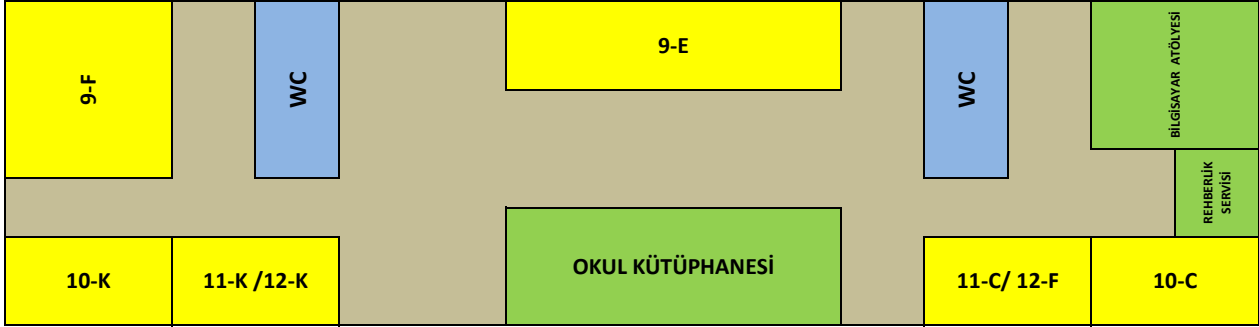 9-F
WC
9-E
WC
BİLGİSAYAR ATÖLYESİ
REHBERLİK
SERVİSİ
10-K
11-K /12-K
OKUL KÜTÜPHANESİ
11-C/ 12-F
10-C